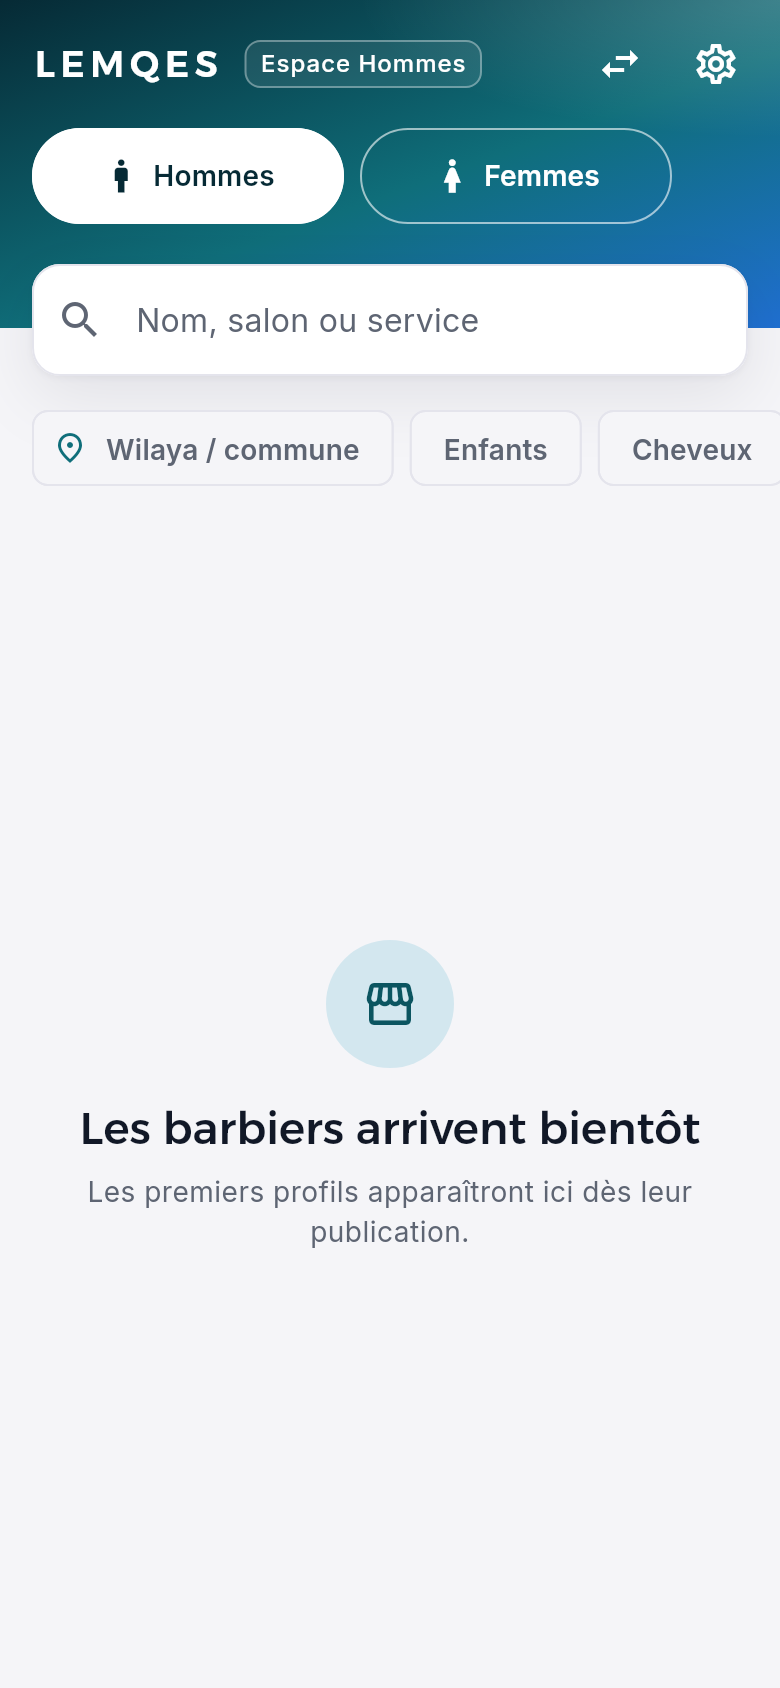 LEMQES
Espace Hommes
Hommes
Femmes
Nom, salon ou service
Wilaya / commune
Enfants
Cheveux
Les barbiers arrivent bientôt
Les premiers profils apparaîtront ici dès leur
publication.